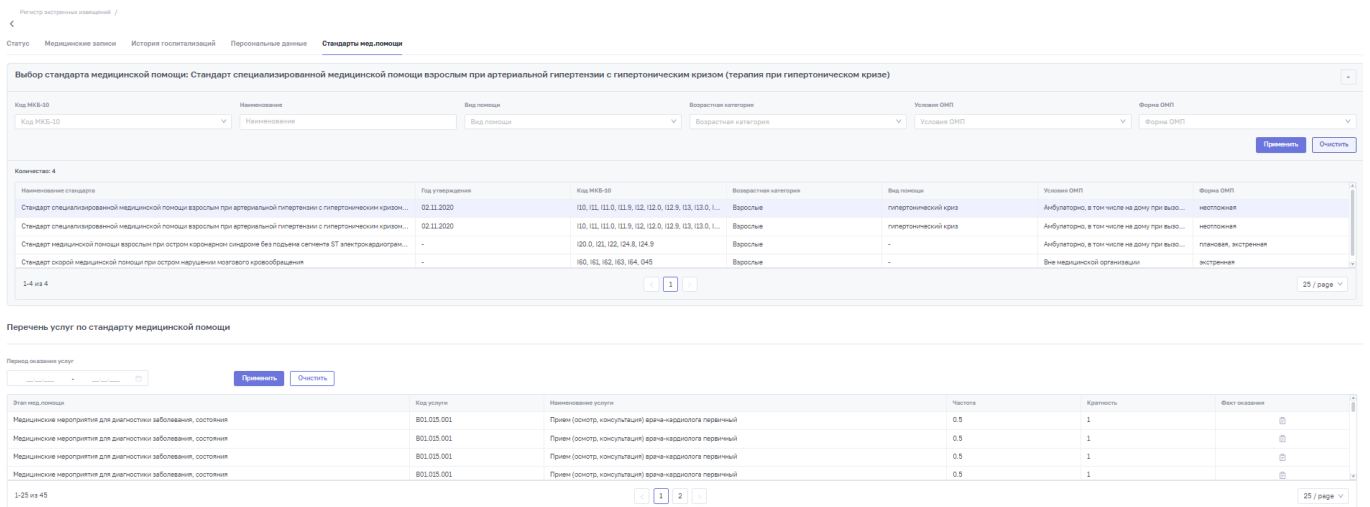 Регистр экстренных извещений /
Статус Медицинские записи История госпитализаций Персональные данные Стандарты мед.помощи
Выбор стандарта медицинской помощи: Стандарт специализированной медицинской помощи взрослым при артериальной гипертензии с гипертоническим кризом (терапия при гипертоническом кризе)
Код МКБ-10 Наименование Вид помощи Возрастная категория Условия ОМП Форма ОМП
Код МКБ-10 Наименование Вид помощи Возрастная категория Условия ОМП Форма ОМП
Применить Очистить
Количество: 4
Наименование стандарта Год утверждения Код МКБ-10 Возврастная категория Вид помощи Условия ОМП Форма ОМП
Стандарт специализированной медицинской помощи взрослым при артериальной гипертензии с гипертоническим кризом... 02.11.2020 I10, I11, I11.0, I11.9, I12, I12.0, I12.9, I13, I13.0, I... Взрослые гипертонический криз Амбулаторно, в том числе на дому при вызо... неотложная
Стандарт специализированной медицинской помощи взрослым при артериальной гипертензии с гипертоническим кризом... 02.11.2020 I10, I11, I11.0, I11.9, I12, I12.0, I12.9, I13, I13.0, I... Взрослые гипертонический криз Амбулаторно, в том числе на дому при вызо... неотложная
Стандарт медицинской помощи взрослым при остром коронарном синдроме без подъема сегмента ST электрокардиограм... - I20.0, I21, I22, I24.8, I24.9 Взрослые - Амбулаторно, в том числе на дому при вызо... плановая, экстренная
Стандарт скорой медицинской помощи при остром нарушении мозгового кровообращения - I60, I61, I62, I63, I64, G45 Взрослые - Вне медицинской организации экстренная
1-4 из 4 1 25 / page
Перечень услуг по стандарту медицинской помощи
Период оказания услуг
__.__.____ - __.__.____ Применить Очистить
Этап мед.помощи Код услуги Наименование услуги Частота Кратность Факт оказания
Медицинские мероприятия для диагностики заболевания, состояния B01.015.001 Прием (осмотр, консультация) врача-кардиолога первичный 0.5 1
Медицинские мероприятия для диагностики заболевания, состояния B01.015.001 Прием (осмотр, консультация) врача-кардиолога первичный 0.5 1
Медицинские мероприятия для диагностики заболевания, состояния B01.015.001 Прием (осмотр, консультация) врача-кардиолога первичный 0.5 1
Медицинские мероприятия для диагностики заболевания, состояния B01.015.001 Прием (осмотр, консультация) врача-кардиолога первичный 0.5 1
1-25 из 45 1 2 25 / page